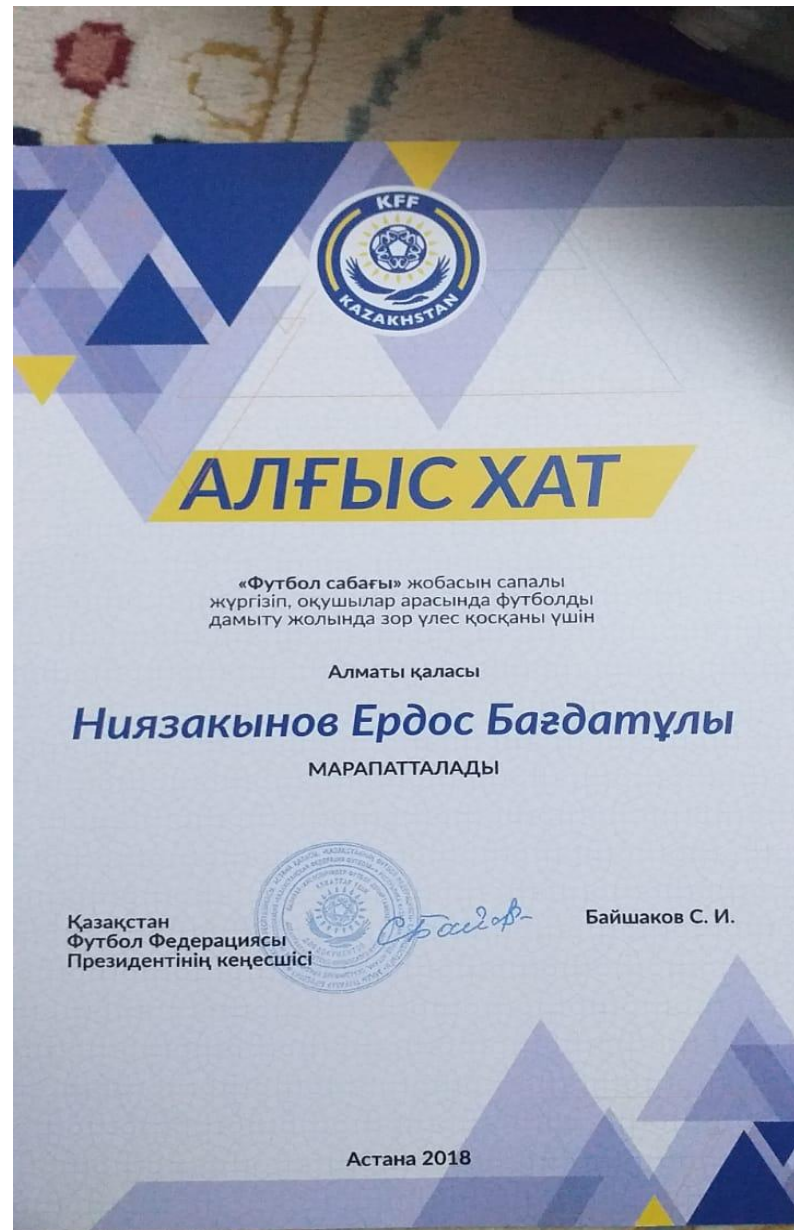 KFF
KAZAKHSTAN
АЛҒЫС ХАТ
«Футбол сабағы» жобасын сапалы
жүргізіп, оқушылар арасында футболды
дамыту жолында зор үлес қосқаны үшін
Алматы қаласы
Ниязакынов Ердос Бағдатұлы
МАРАПАТТАЛАДЫ
Қазақстан
Футбол Федерациясы
Президентінің кеңесшісі
Байшаков С. И.
Астана 2018